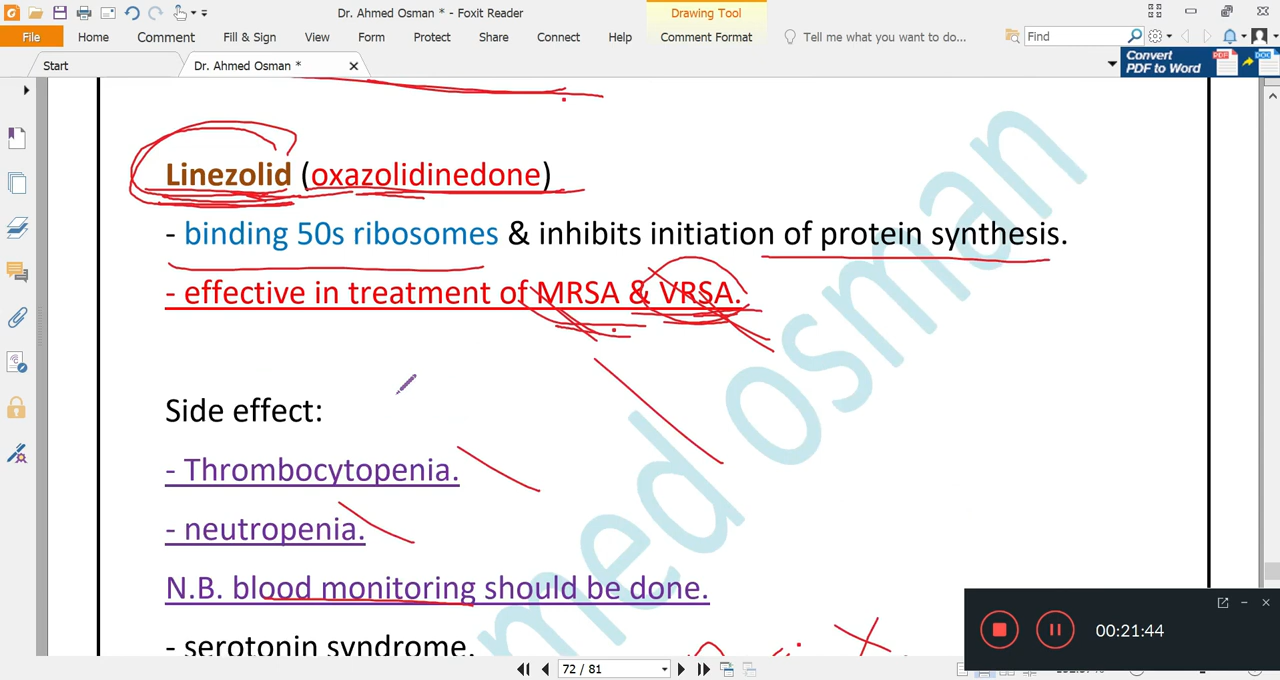 Dr. Ahmed Osman * - Foxit Reader
Drawing Tool
File
Home
Comment
Fill & Sign
View
Form
Protect
Share
Connect
Help
Comment Format
Tell me what you want to do...
Find
Start
Dr. Ahmed Osman *
Convert
PDF to Word
Linezolid (oxazolidinedone)
- binding 50s ribosomes & inhibits initiation of protein synthesis.
- effective in treatment of MRSA & VRSA.
Side effect:
- Thrombocytopenia.
- neutropenia.
N.B. blood monitoring should be done.
- serotonin syndrome.
med osman
00:21:44
72 / 81